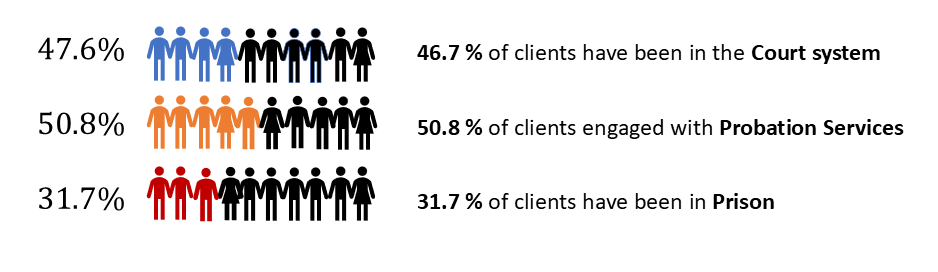 47.6% 46.7 % of clients have been in the Court system
50.8% 50.8 % of clients engaged with Probation Services
31.7% 31.7 % of clients have been in Prison